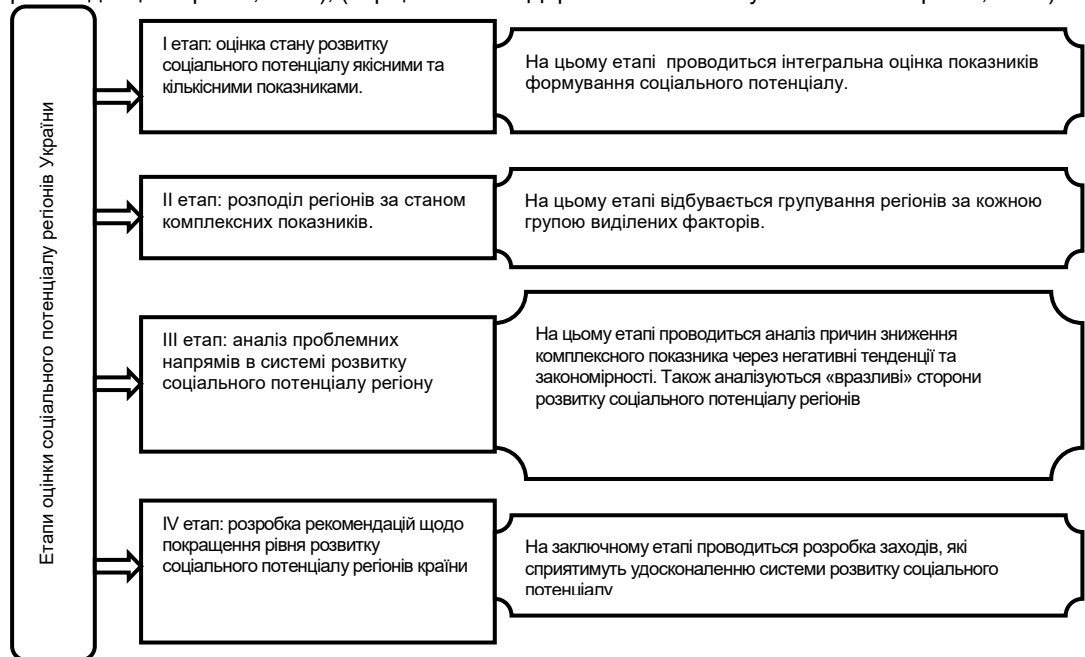 Етапи оцінки соціального потенціалу регіонів України
I етап: оцінка стану розвитку
соціального потенціалу якісними та
кількісними показниками.
На цьому етапі проводиться інтегральна оцінка показників
формування соціального потенціалу.
II етап: розподіл регіонів за станом
комплексних показників.
На цьому етапі відбувається групування регіонів за кожною
групою виділених факторів.
III етап: аналіз проблемних
напрямів в системі розвитку
соціального потенціалу регіону
На цьому етапі проводиться аналіз причин зниження
комплексного показника через негативні тенденції та
закономірності. Також аналізуються «вразливі» сторони
розвитку соціального потенціалу регіонів
IV етап: розробка рекомендацій щодо
покращення рівня розвитку
соціального потенціалу регіонів країни
На заключному етапі проводиться розробка заходів, які
сприятимуть удосконаленню системи розвитку соціального
потенціалу